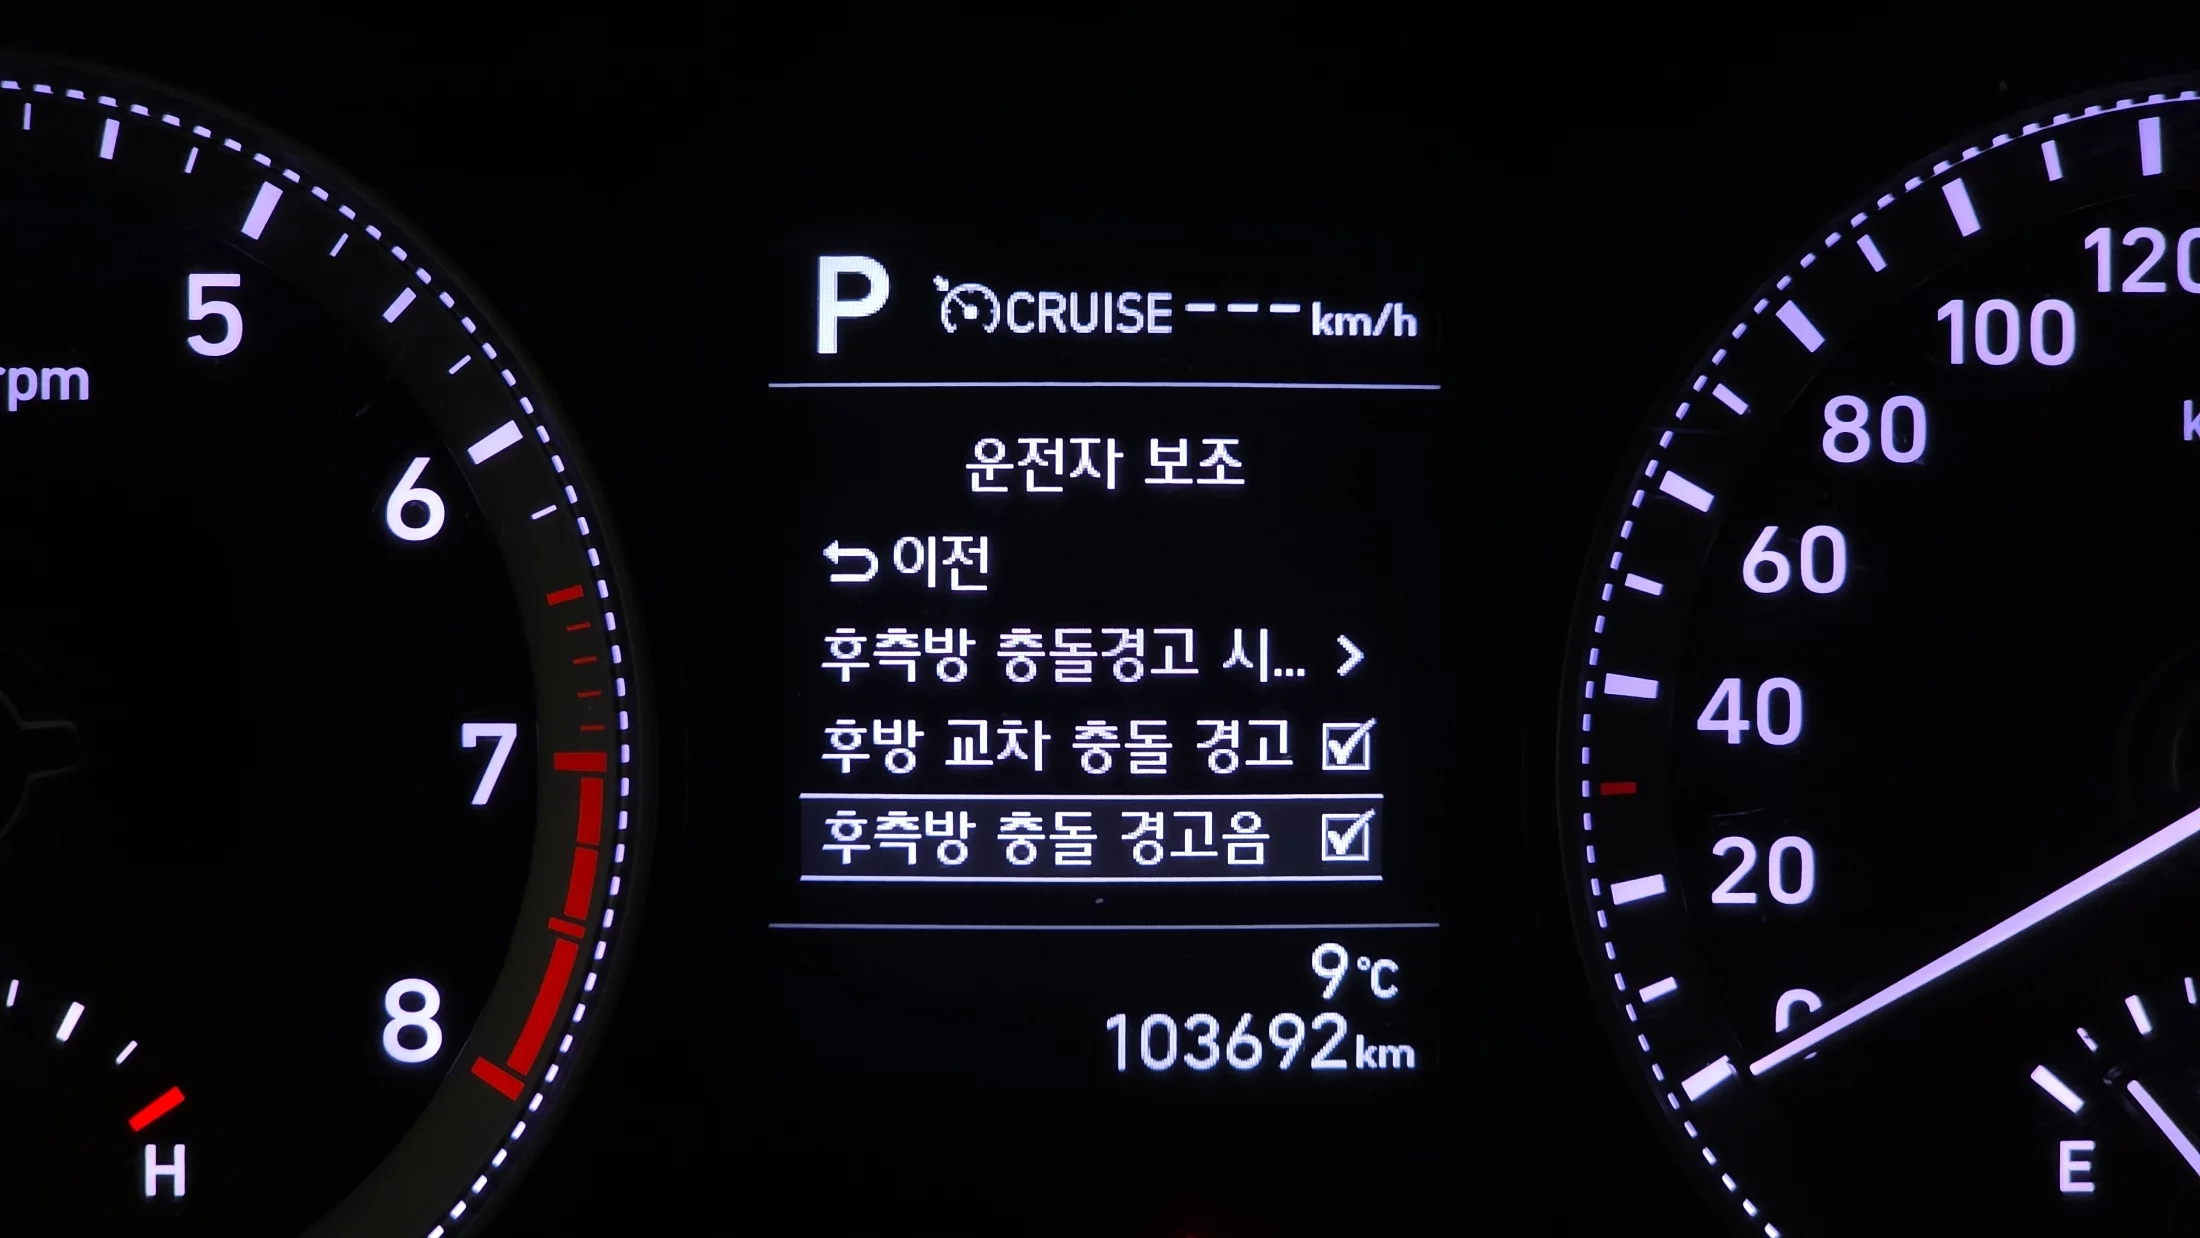 rpm
5
6
7
8
H
P CRUISE --- km/h
운전자 보조
이전
후측방 충돌경고 시... >
후방 교차 충돌 경고
후측방 충돌 경고음
9°C
103692km
120
100
80
60
40
20
0
E